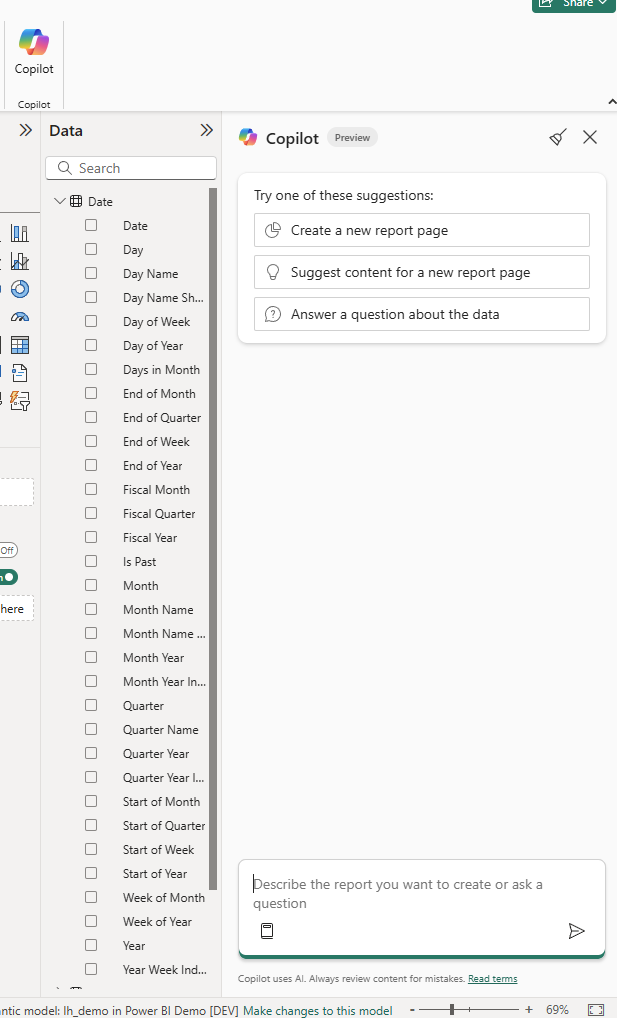 Share
Copilot
Copilot
Data
Search
Date
Date
Day
Day Name
Day Name Sh...
Day of Week
Day of Year
Days in Month
End of Month
End of Quarter
End of Week
End of Year
Fiscal Month
Fiscal Quarter
Fiscal Year
Is Past
Month
Month Name
Month Name ...
Month Year
Month Year In...
Quarter
Quarter Name
Quarter Year
Quarter Year I...
Start of Month
Start of Quarter
Start of Week
Start of Year
Week of Month
Week of Year
Year
Year Week Ind...
Off
here
Copilot Preview
Try one of these suggestions:
Create a new report page
Suggest content for a new report page
Answer a question about the data
Describe the report you want to create or ask a
question
Copilot uses AI. Always review content for mistakes. Read terms
ntic model: lh_demo in Power BI Demo [DEV] Make changes to this model - + 69%